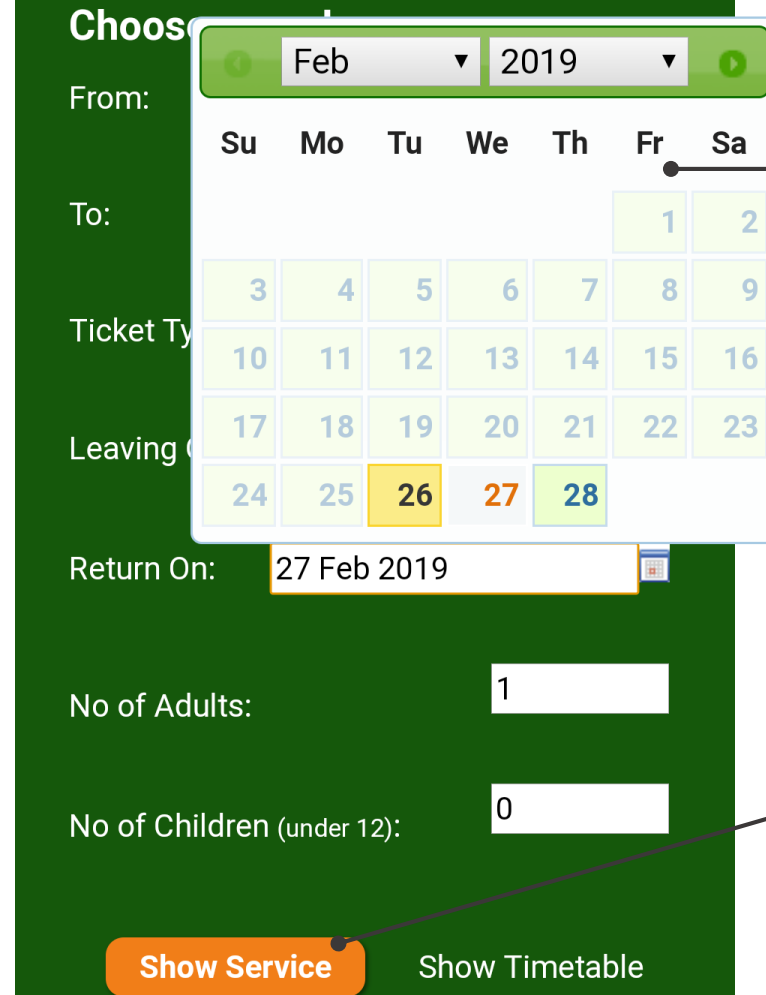 Choos
Feb 2019
From:
Su Mo Tu We Th Fr Sa
1 2
To:
3 4 5 6 7 8 9
Ticket Ty
10 11 12 13 14 15 16
17 18 19 20 21 22 23
Leaving
24 25 26 27 28
Return On: 27 Feb 2019
No of Adults: 1
No of Children (under 12): 0
Show Service Show Timetable